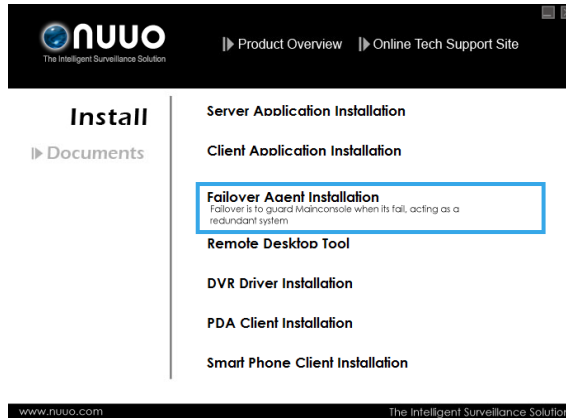 nuuo
The Intelligent Surveillance Solution
Product Overview Online Tech Support Site
Install
Documents
Server Application Installation
Client Application Installation
Failover Agent Installation
Failover is to guard Mainconsole when its fail, acting as a
redundant system
Remote Desktop Tool
DVR Driver Installation
PDA Client Installation
Smart Phone Client Installation
www.nuuo.com The Intelligent Surveillance Solution